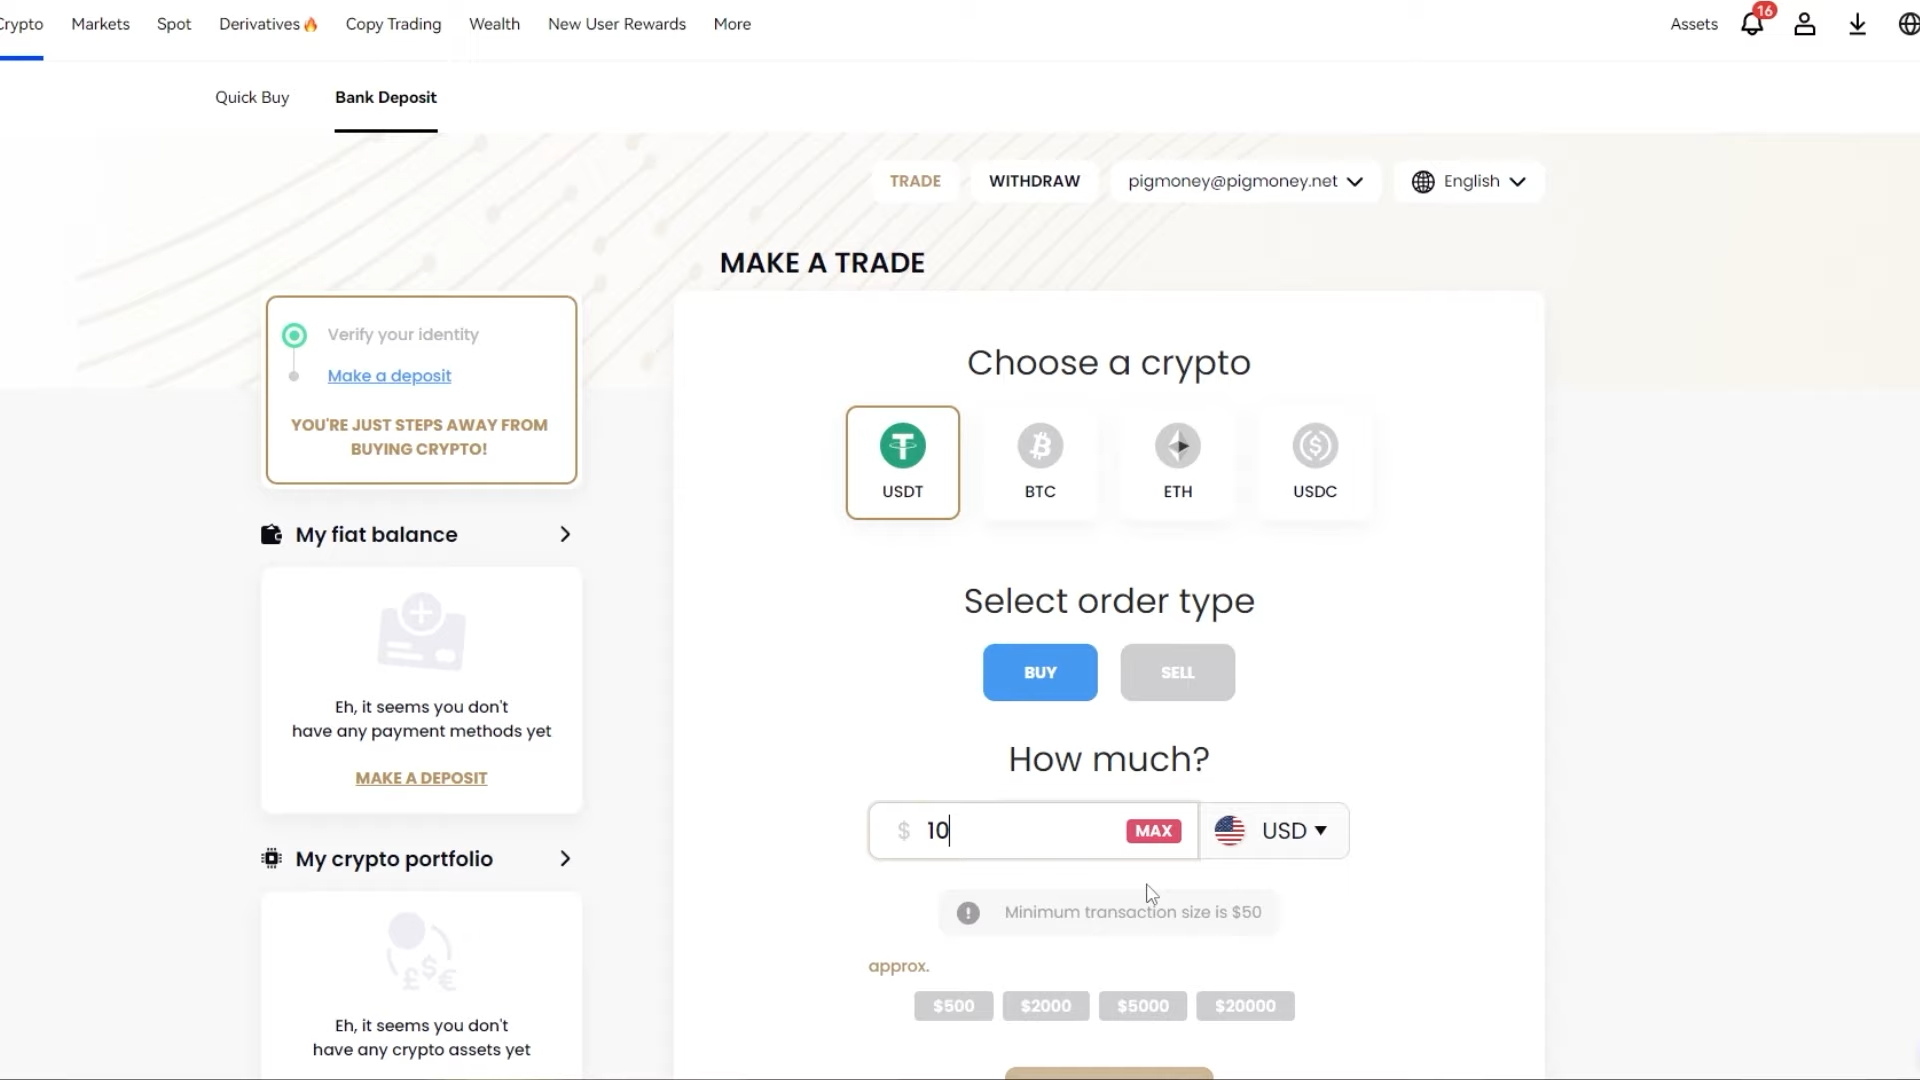 Crypto
Markets
Spot
Derivatives
Copy Trading
Wealth
New User Rewards
More
Assets
16
Quick Buy
Bank Deposit
TRADE
WITHDRAW
pigmoney@pigmoney.net
English
MAKE A TRADE
Verify your identity
Make a deposit
YOU'RE JUST STEPS AWAY FROM
BUYING CRYPTO!
My fiat balance
Eh, it seems you don't
have any payment methods yet
MAKE A DEPOSIT
My crypto portfolio
Eh, it seems you don't
have any crypto assets yet
Choose a crypto
USDT
BTC
ETH
USDC
Select order type
BUY
SELL
How much?
$ 10
MAX
USD
Minimum transaction size is $50
approx.
$500
$2000
$5000
$20000